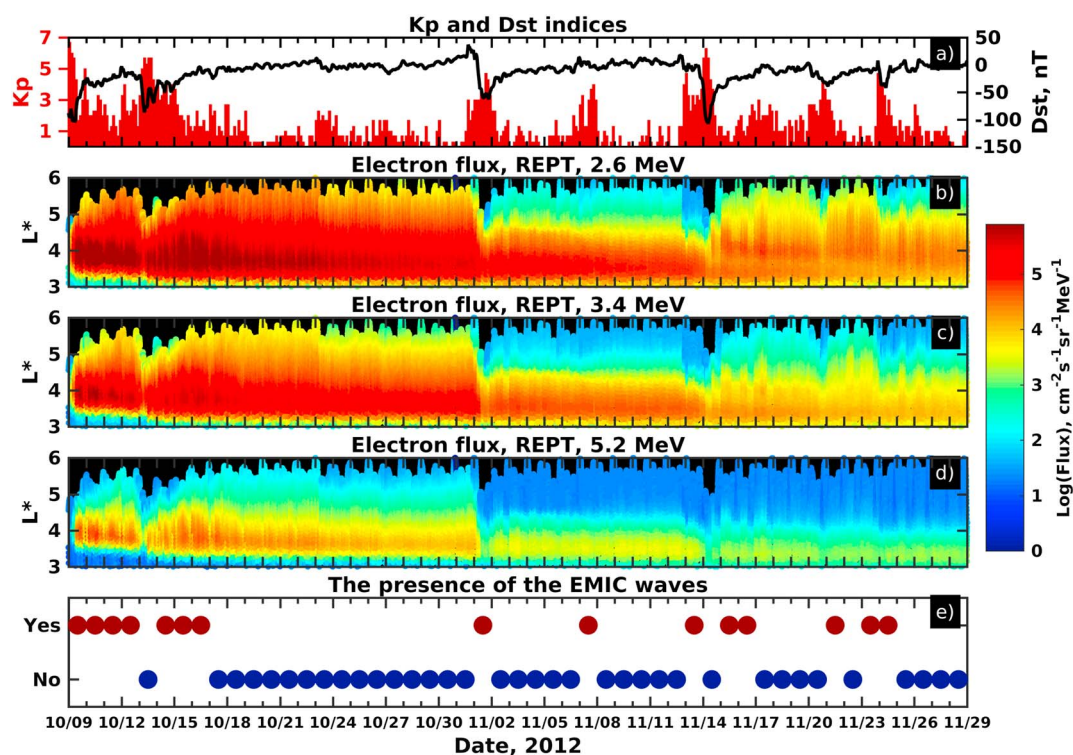 Kp and Dst indices
7
5
3
1
Kp
a)
50
0
-50
-100
-150
Dst, nT
Electron flux, REPT, 2.6 MeV
6
5
4
3
L*
b)
Electron flux, REPT, 3.4 MeV
6
5
4
3
L*
c)
Electron flux, REPT, 5.2 MeV
6
5
4
3
L*
d)
5
4
3
2
1
0
Log(Flux), cm⁻²s⁻¹sr⁻¹MeV⁻¹
The presence of the EMIC waves
Yes
No
e)
10/09 10/12 10/15 10/18 10/21 10/24 10/27 10/30 11/02 11/05 11/08 11/11 11/14 11/17 11/20 11/23 11/26 11/29
Date, 2012